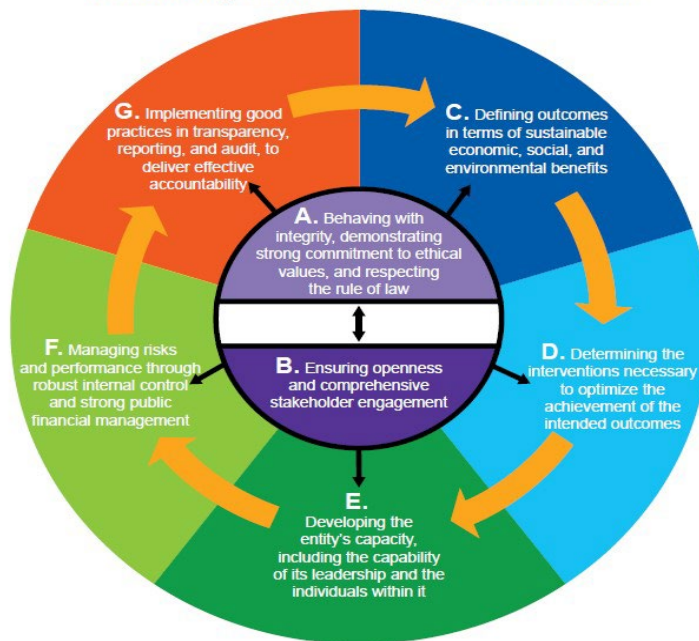 G. Implementing good
practices in transparency,
reporting, and audit, to
deliver effective
accountability
C. Defining outcomes
in terms of sustainable
economic, social, and
environmental benefits
A. Behaving with
integrity, demonstrating
strong commitment to ethical
values, and respecting
the rule of law
F. Managing risks
and performance through
robust internal control
and strong public
financial management
B. Ensuring openness
and comprehensive
stakeholder engagement
D. Determining the
interventions necessary
to optimize the
achievement of the
intended outcomes
E.
Developing the
entity's capacity,
including the capability
of its leadership and the
individuals within it